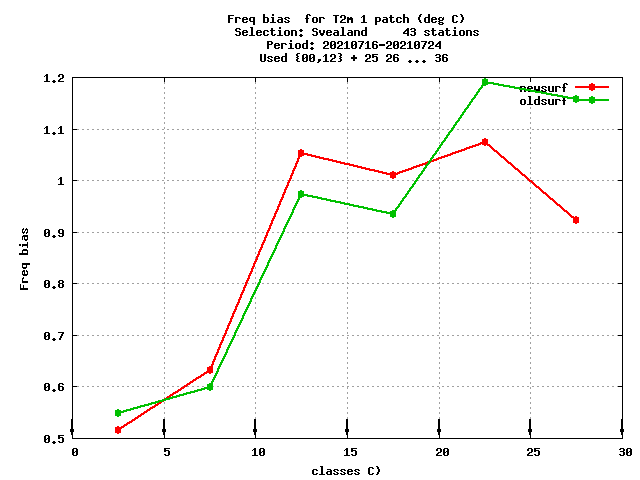 Freq bias  for T2m 1 patch (deg C)
Selection: Svealand     43 stations
Period: 20210716-20210724
Used {00,12} + 25 26 ... 36
newsurf
oldsurf
1.2
1.1
1
0.9
0.8
0.7
0.6
0.5
Freq bias
0 5 10 15 20 25 30
classes C)